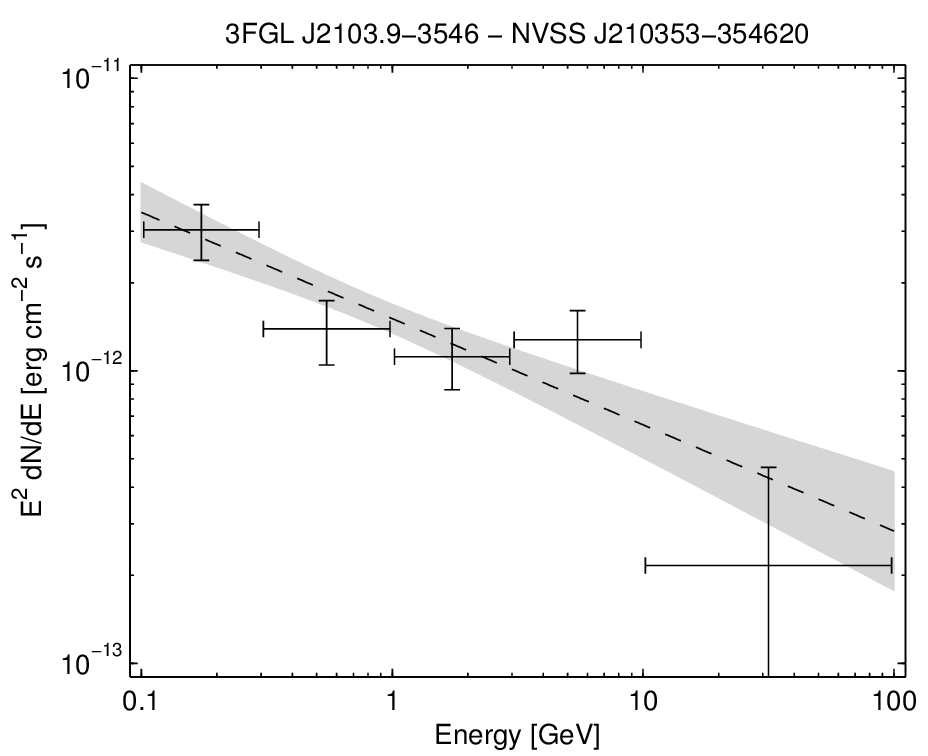 3FGL J2103.9−3546 − NVSS J210353−354620
E² dN/dE [erg cm⁻² s⁻¹]
10⁻¹¹
10⁻¹²
10⁻¹³
0.1 1 10 100
Energy [GeV]